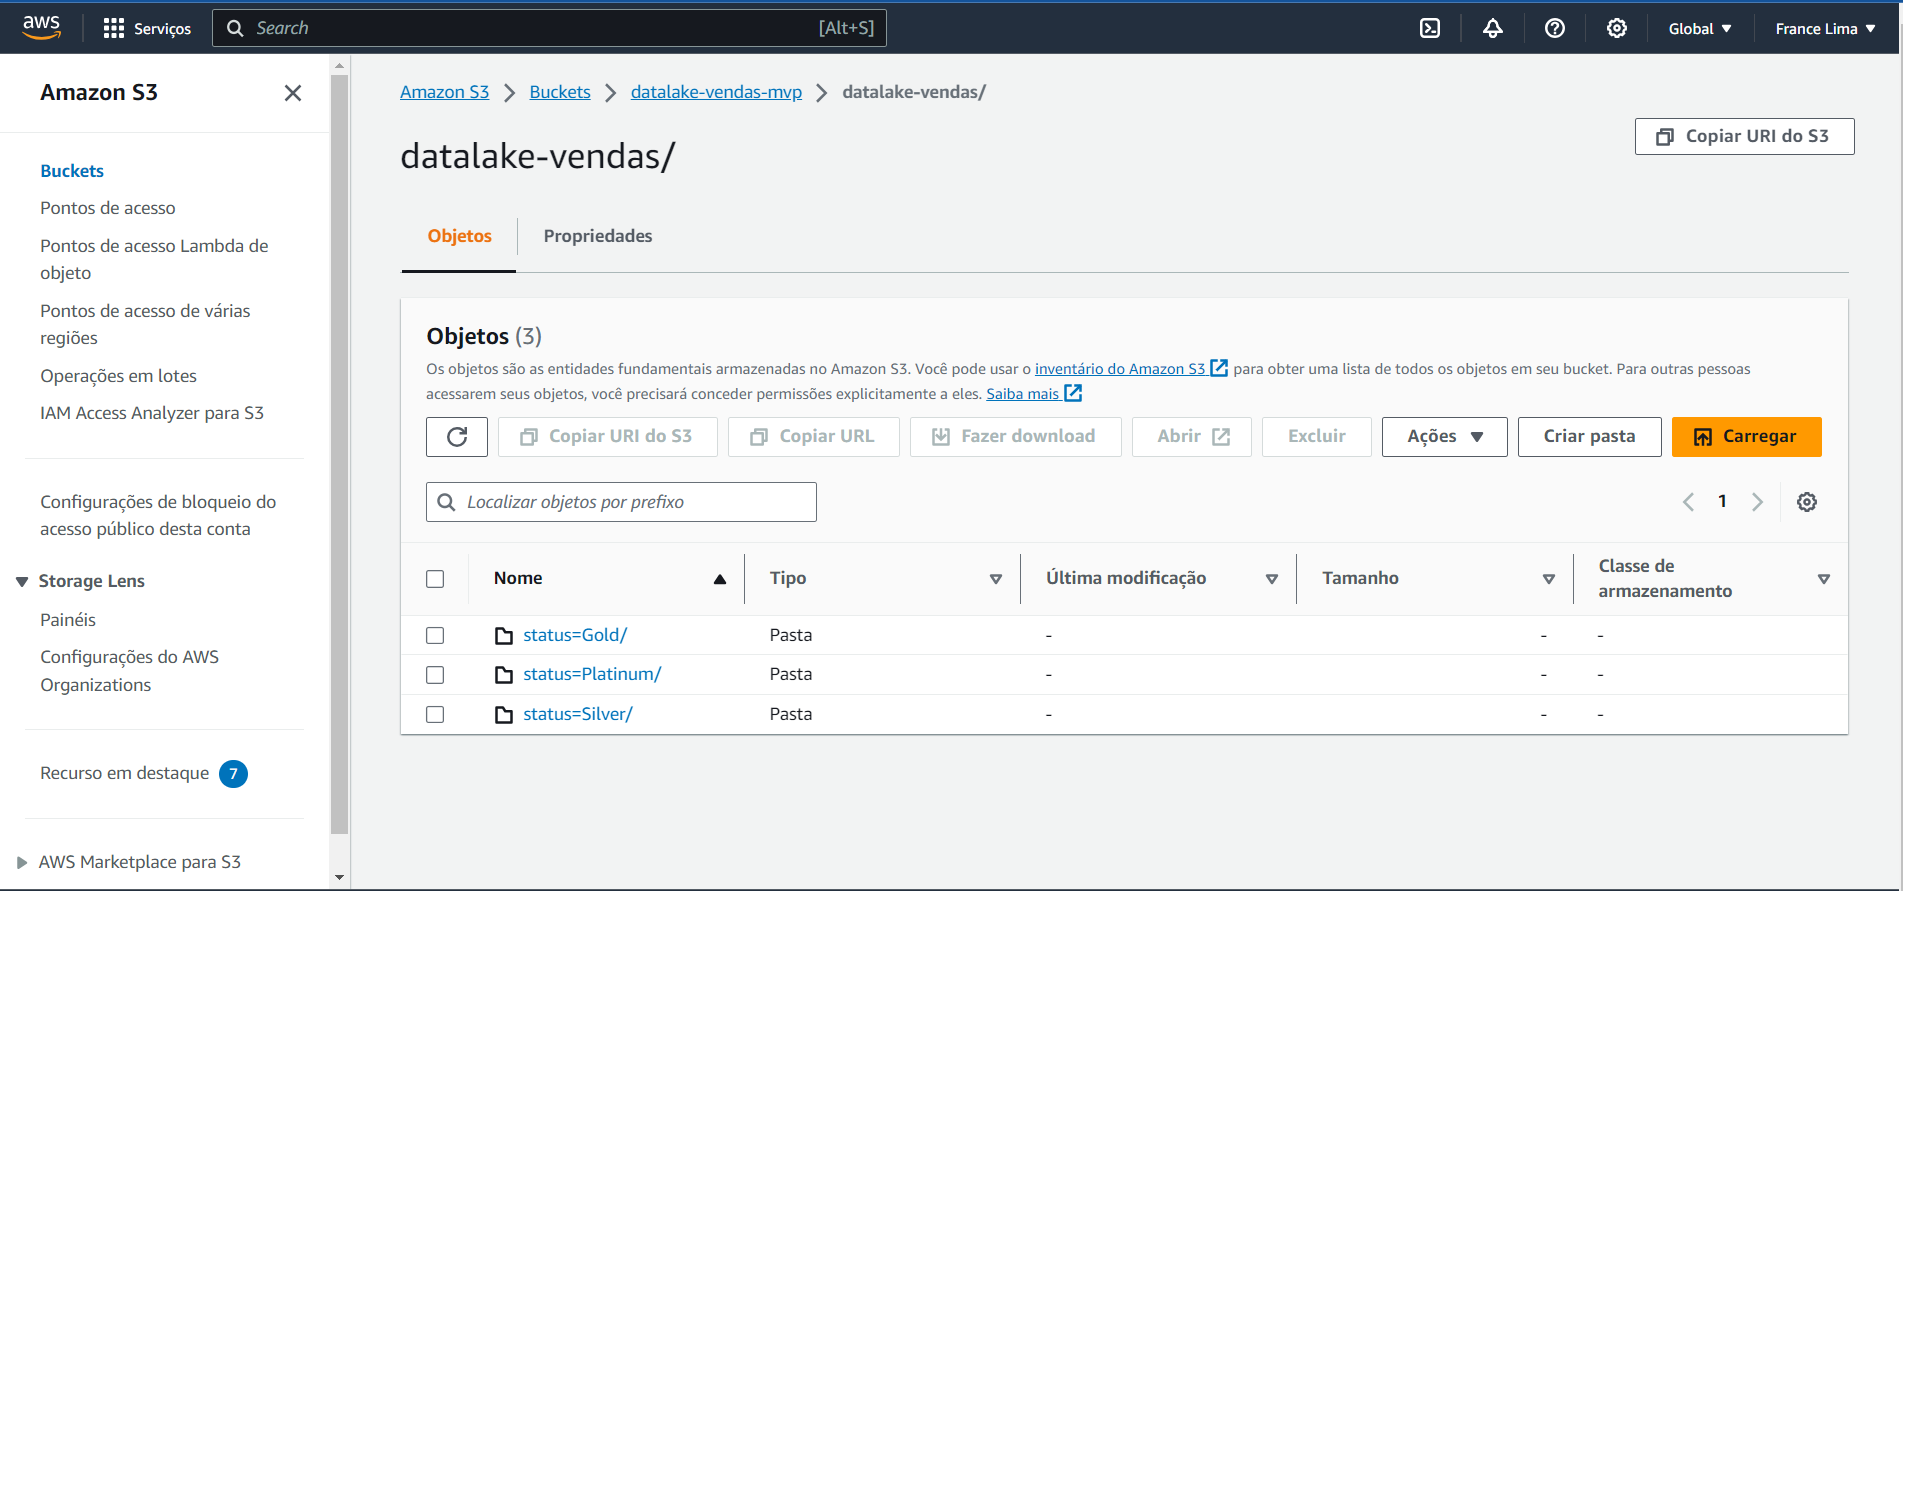 aws
Serviços
Search
[Alt+S]
Global
France Lima
Amazon S3
Buckets
Pontos de acesso
Pontos de acesso Lambda de
objeto
Pontos de acesso de várias
regiões
Operações em lotes
IAM Access Analyzer para S3
Configurações de bloqueio do
acesso público desta conta
Storage Lens
Painéis
Configurações do AWS
Organizations
Recurso em destaque 7
AWS Marketplace para S3
Amazon S3 Buckets datalake-vendas-mvp datalake-vendas/
datalake-vendas/
Copiar URI do S3
Objetos Propriedades
Objetos (3)
Os objetos são as entidades fundamentais armazenadas no Amazon S3. Você pode usar o inventário do Amazon S3 para obter uma lista de todos os objetos em seu bucket. Para outras pessoas
acessarem seus objetos, você precisará conceder permissões explicitamente a eles. Saiba mais
Copiar URI do S3 Copiar URL Fazer download Abrir Excluir Ações Criar pasta Carregar
Localizar objetos por prefixo
1
Nome Tipo Última modificação Tamanho Classe de
armazenamento
status=Gold/ Pasta - - -
status=Platinum/ Pasta - - -
status=Silver/ Pasta - - -